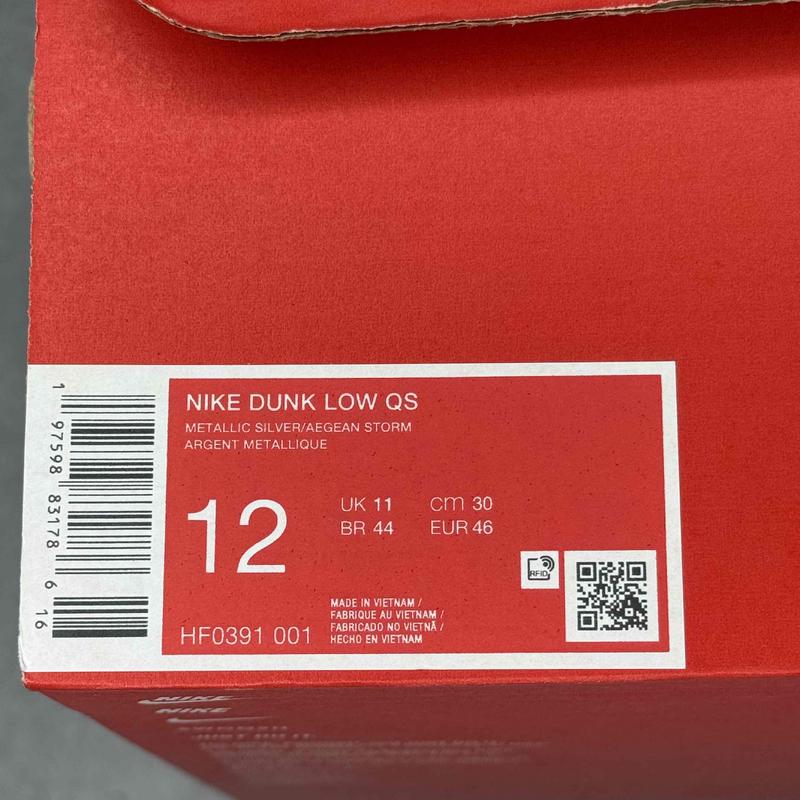 NIKE DUNK LOW QS
METALLIC SILVER/AEGEAN STORM
ARGENT METALLIQUE
12
UK 11 cm 30
BR 44 EUR 46
RFID
HF0391 001
MADE IN VIETNAM /
FABRIQUE AU VIETNAM /
FABRICADO NO VIETNÃ /
HECHO EN VIETNAM
1 97598 83178 6 16
NIKE
NIKE